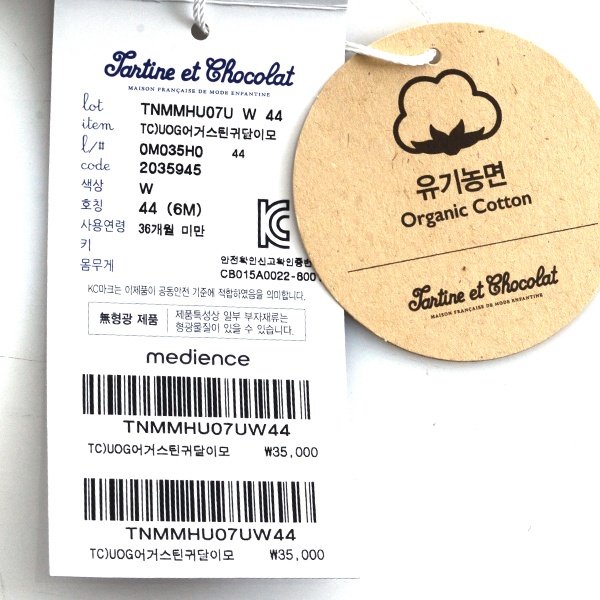 Tartine et Chocolat
MAISON FRANÇAISE DE MODE ENFANTINE
lot TNMMHU07U W 44
item TC)UOG어거스틴귀달이모
l/# 0M035H0 44
code 2035945
색상 W
호칭 44 (6M)
사용연령 36개월 미만
키
몸무게
안전확인신고확인증번
CB015A0022-800
KC마크는 이제품이 공통안전 기준에 적합하였음을 의미합니다.
無형광 제품
제품특성상 일부 부자재류는
형광물질이 있을 수 있습니다.
medience
TNMMHU07UW44
TC)UOG어거스틴귀달이모 ₩35,000
TNMMHU07UW44
TC)UOG어거스틴귀달이모 ₩35,000
유기농면
Organic Cotton
Tartine et Chocolat
MAISON FRANÇAISE DE MODE ENFANTINE